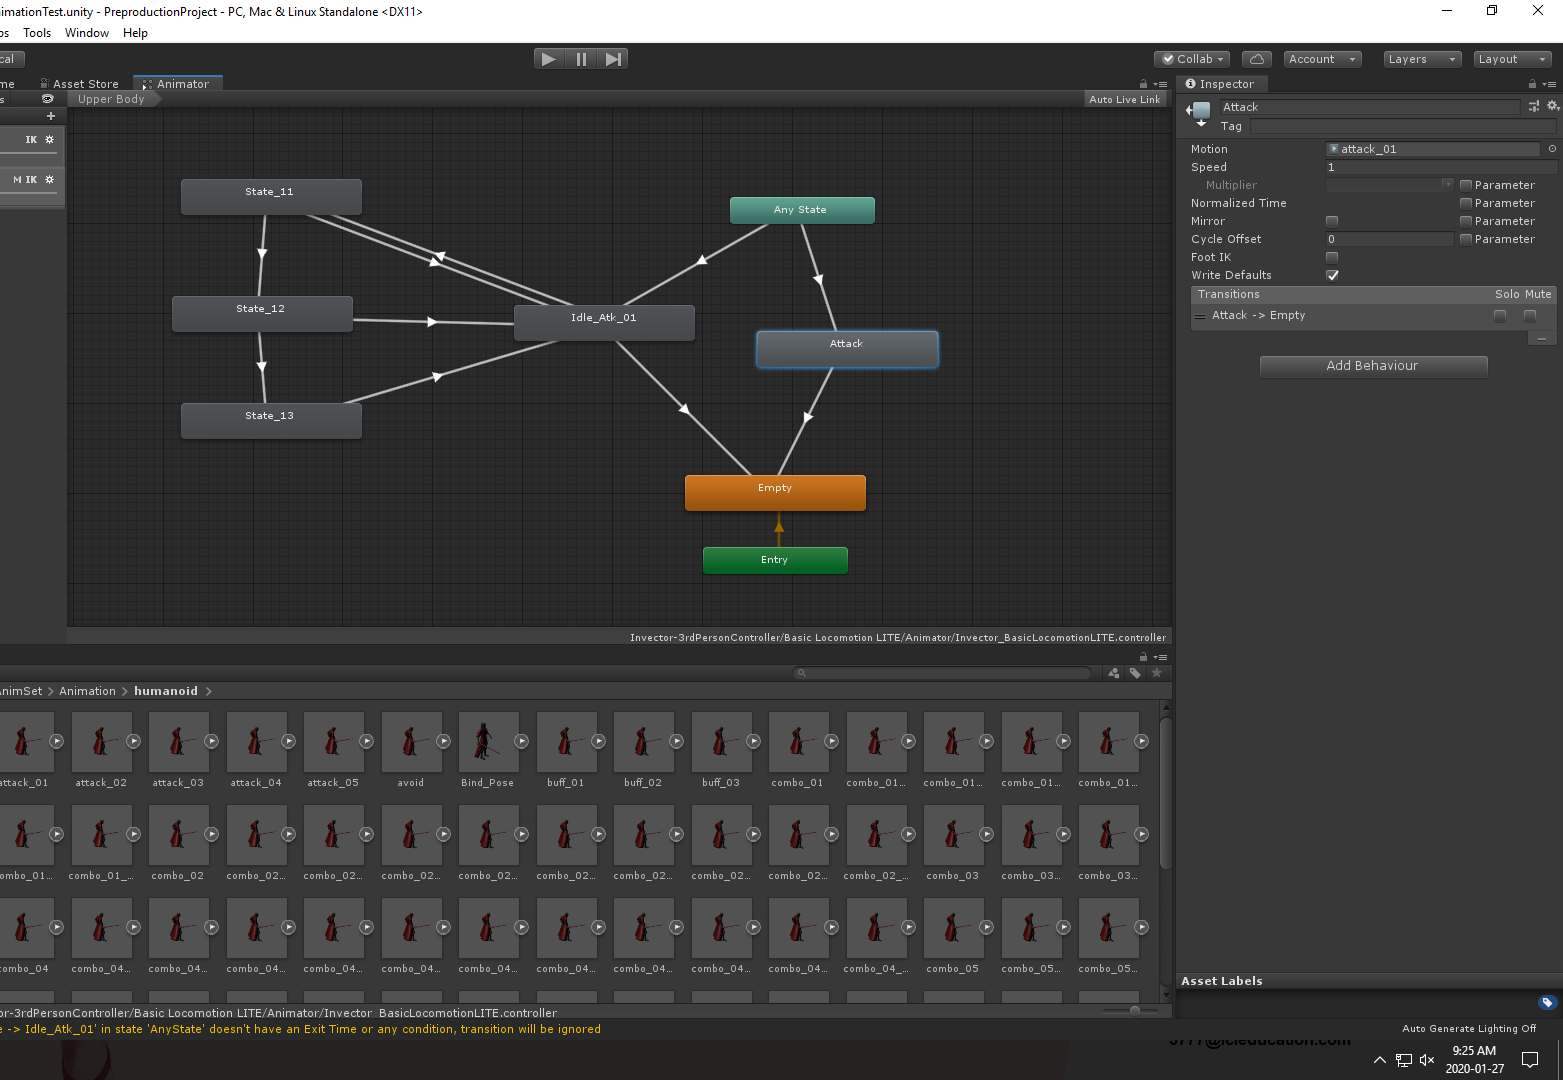 nimationTest.unity - PreproductionProject - PC, Mac & Linux Standalone <DX11>
os Tools Window Help
cal Collab Account Layers Layout
me Asset Store Animator Inspector
s Upper Body Auto Live Link
+
IK
M IK
Attack
Tag
Motion attack_01
Speed 1
Multiplier Parameter
Normalized Time Parameter
Mirror Parameter
Cycle Offset 0 Parameter
Foot IK
Write Defaults
Transitions Solo Mute
Attack -> Empty
Add Behaviour
State_11
Any State
State_12
Idle_Atk_01
Attack
State_13
Empty
Entry
Invector-3rdPersonController/Basic Locomotion LITE/Animator/Invector_BasicLocomotionLITE.controller
AnimSet > Animation > humanoid >
attack_01 attack_02 attack_03 attack_04 attack_05 avoid Bind_Pose buff_01 buff_02 buff_03 combo_01 combo_01... combo_01... combo_01... combo_01...
ombo_01... combo_01_... combo_02 combo_02... combo_02... combo_02... combo_02... combo_02... combo_02... combo_02... combo_02... combo_02_... combo_03 combo_03... combo_03...
combo_04 combo_04... combo_04... combo_04... combo_04... combo_04... combo_04... combo_04... combo_04... combo_04... combo_04... combo_04_... combo_05 combo_05... combo_05...
or-3rdPersonController/Basic Locomotion LITE/Animator/Invector_BasicLocomotionLITE.controller
e -> Idle_Atk_01' in state 'AnyState' doesn't have an Exit Time or any condition, transition will be ignored
Asset Labels
Auto Generate Lighting Off
9:25 AM
2020-01-27